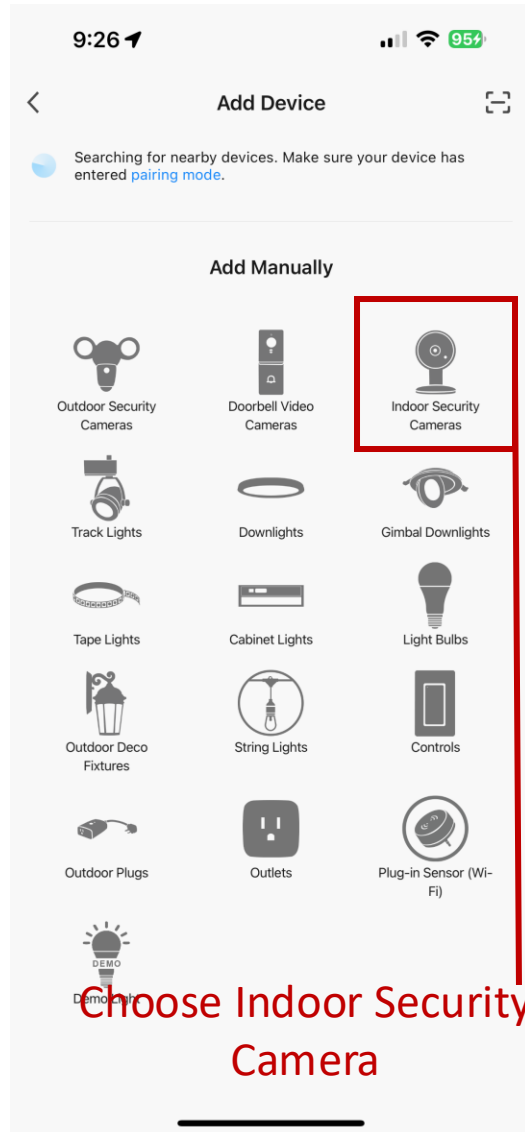 9:26
95
Add Device
Searching for nearby devices. Make sure your device has
entered pairing mode.
Add Manually
Outdoor Security
Cameras
Doorbell Video
Cameras
Indoor Security
Cameras
Track Lights
Downlights
Gimbal Downlights
Tape Lights
Cabinet Lights
Light Bulbs
Outdoor Deco
Fixtures
String Lights
Controls
Outdoor Plugs
Outlets
Plug-in Sensor (Wi-
Fi)
DEMO
Demo Light
Choose Indoor Security
Camera